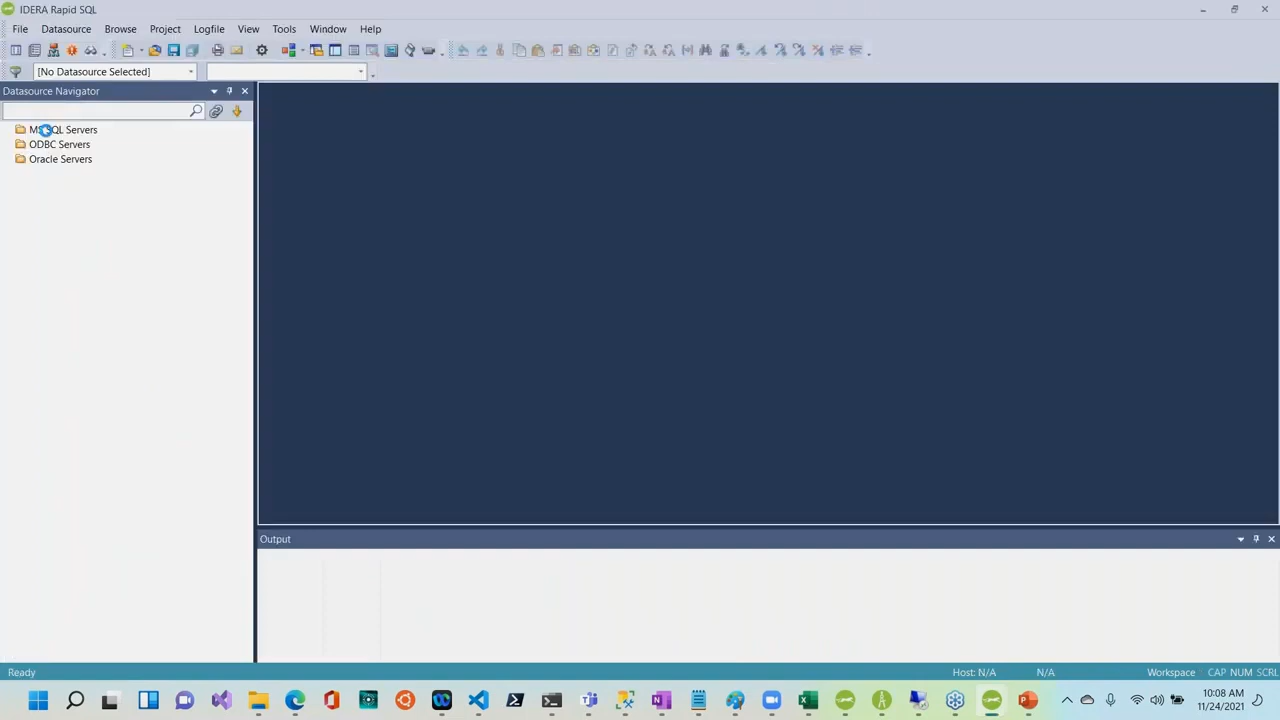 IDERA Rapid SQL
File Datasource Browse Project Logfile View Tools Window Help
[No Datasource Selected]
Datasource Navigator
MS SQL Servers
ODBC Servers
Oracle Servers
Output
Ready Host: N/A N/A Workspace CAP NUM SCRL
10:08 AM
11/24/2021